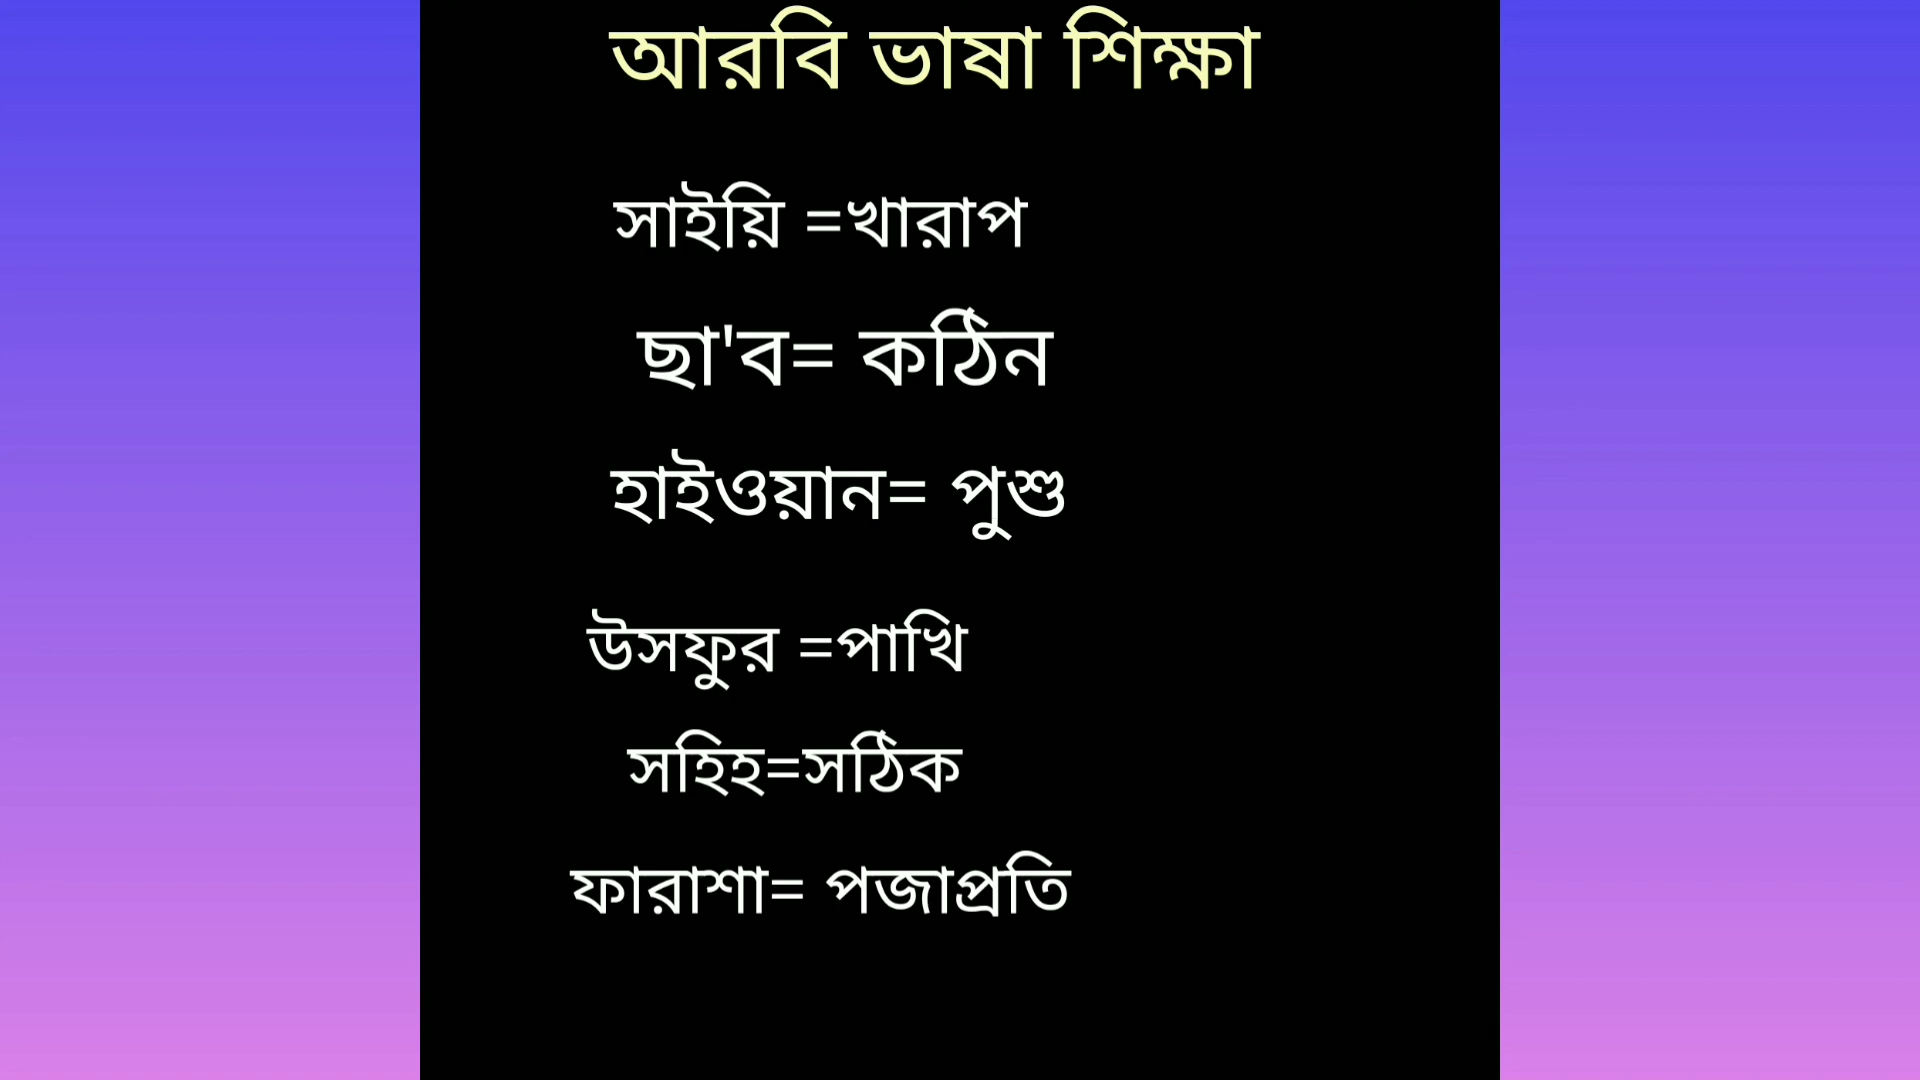 আরবি ভাষা শিক্ষা
সাইয়ি =খারাপ
ছা'ব= কঠিন
হাইওয়ান= পুশু
উসফুর =পাখি
সহিহ=সঠিক
ফারাশা= পজাপ্রতি